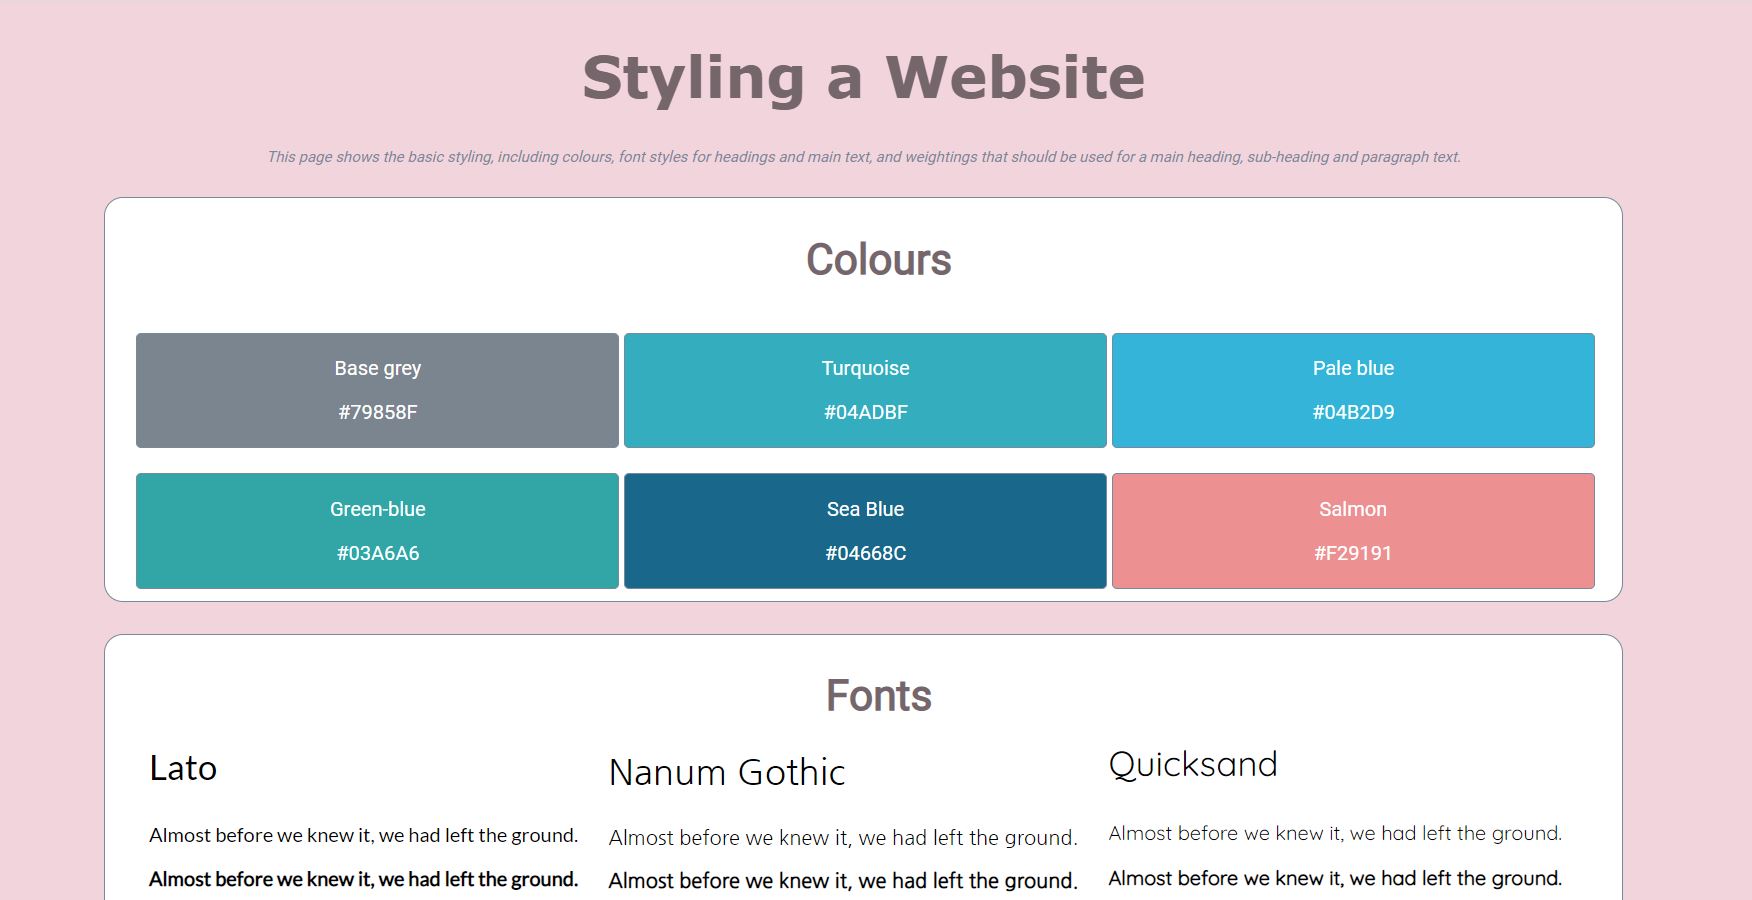 Styling a Website
This page shows the basic styling, including colours, font styles for headings and main text, and weightings that should be used for a main heading, sub-heading and paragraph text.
Colours
Base grey
#79858F
Turquoise
#04ADBF
Pale blue
#04B2D9
Green-blue
#03A6A6
Sea Blue
#04668C
Salmon
#F29191
Fonts
Lato
Almost before we knew it, we had left the ground.
Almost before we knew it, we had left the ground.
Nanum Gothic
Almost before we knew it, we had left the ground.
Almost before we knew it, we had left the ground.
Quicksand
Almost before we knew it, we had left the ground.
Almost before we knew it, we had left the ground.